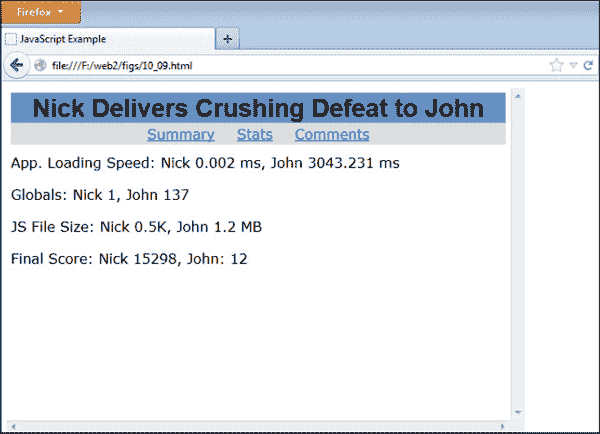 Firefox
JavaScript Example
file:///F:/web2/figs/10_09.html
Nick Delivers Crushing Defeat to John
Summary Stats Comments
App. Loading Speed: Nick 0.002 ms, John 3043.231 ms
Globals: Nick 1, John 137
JS File Size: Nick 0.5K, John 1.2 MB
Final Score: Nick 15298, John: 12